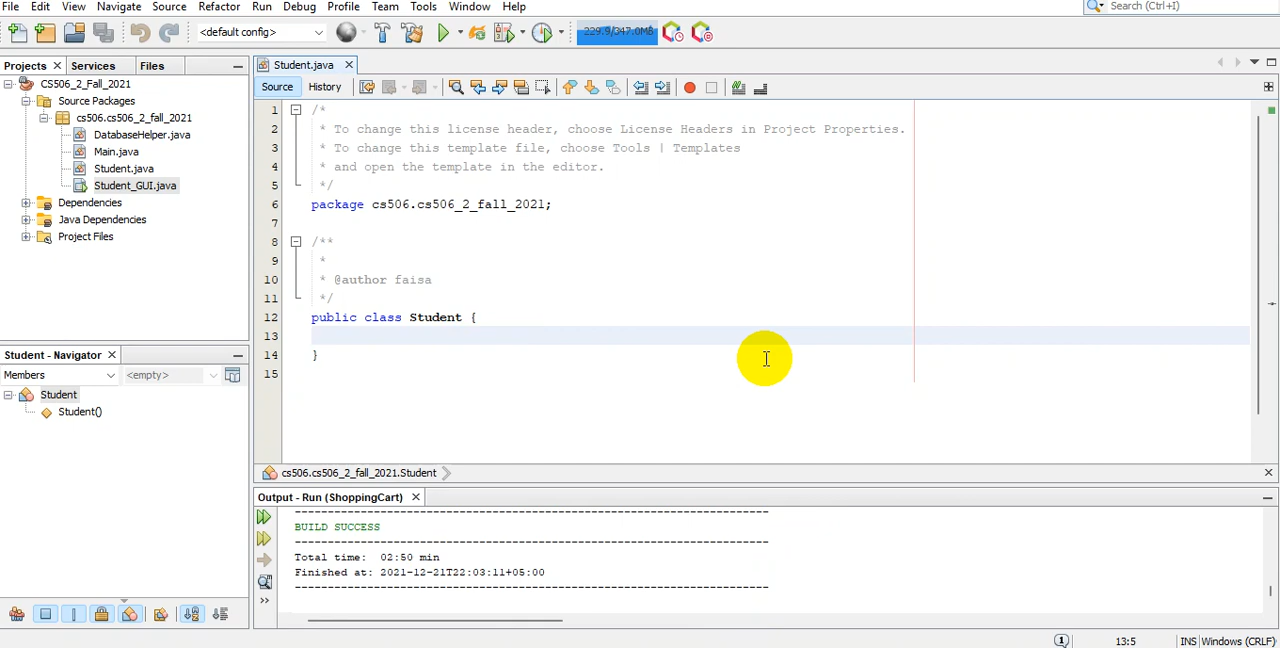 File Edit View Navigate Source Refactor Run Debug Profile Team Tools Window Help
Search (Ctrl+I)
<default config>
229.9/347.0MB
Projects Services Files
CS506_2_Fall_2021
Source Packages
cs506.cs506_2_fall_2021
DatabaseHelper.java
Main.java
Student.java
Student_GUI.java
Dependencies
Java Dependencies
Project Files
Student - Navigator
Members
<empty>
Student
Student()
Student.java
Source History
1 /*
2 * To change this license header, choose License Headers in Project Properties.
3 * To change this template file, choose Tools | Templates
4 * and open the template in the editor.
5 */
6 package cs506.cs506_2_fall_2021;
7
8 /**
9 *
10 * @author faisa
11 */
12 public class Student {
13
14 }
15
cs506.cs506_2_fall_2021.Student
Output - Run (ShoppingCart)
------------------------------------------------------------------------
BUILD SUCCESS
------------------------------------------------------------------------
Total time: 02:50 min
Finished at: 2021-12-21T22:03:11+05:00
------------------------------------------------------------------------
13:5 INS Windows (CRLF)